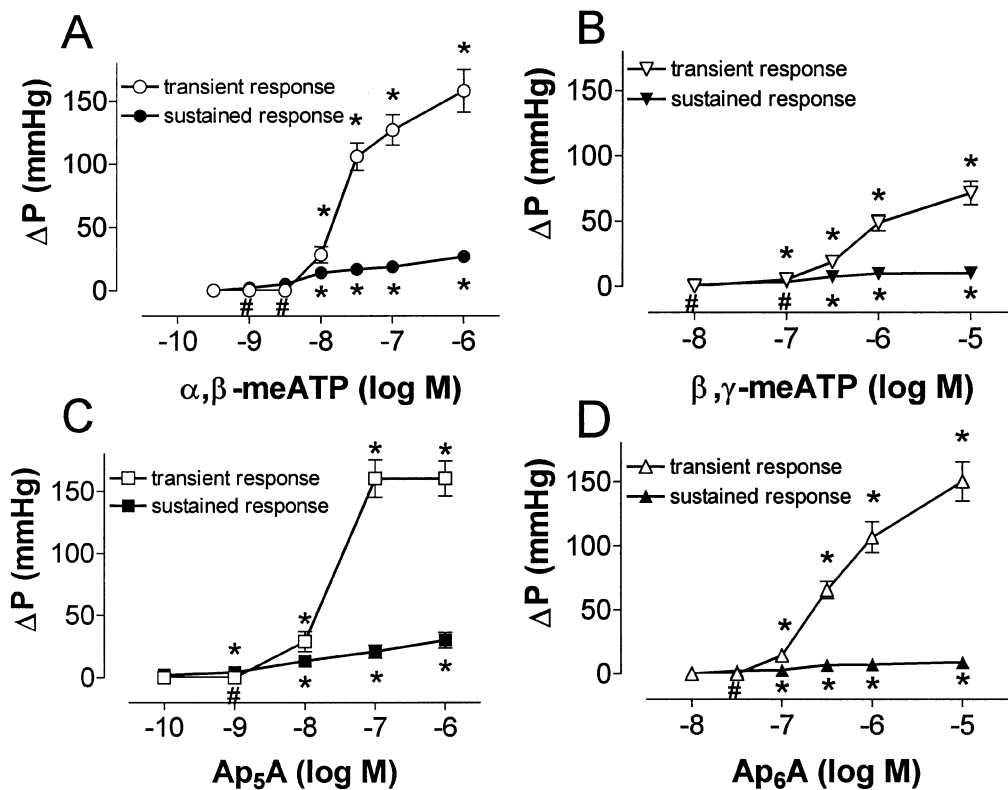 A
transient response
sustained response
ΔP (mmHg)
150
100
50
0
* * * * *
# # * * * *
-10 -9 -8 -7 -6
α,β-meATP (log M)
B
transient response
sustained response
ΔP (mmHg)
150
100
50
0
* * * *
# # * * *
-8 -7 -6 -5
β,γ-meATP (log M)
C
transient response
sustained response
ΔP (mmHg)
150
100
50
0
* * * *
# * * *
-10 -9 -8 -7 -6
Ap5A (log M)
D
transient response
sustained response
ΔP (mmHg)
150
100
50
0
* * * *
# * * * *
-8 -7 -6 -5
Ap6A (log M)